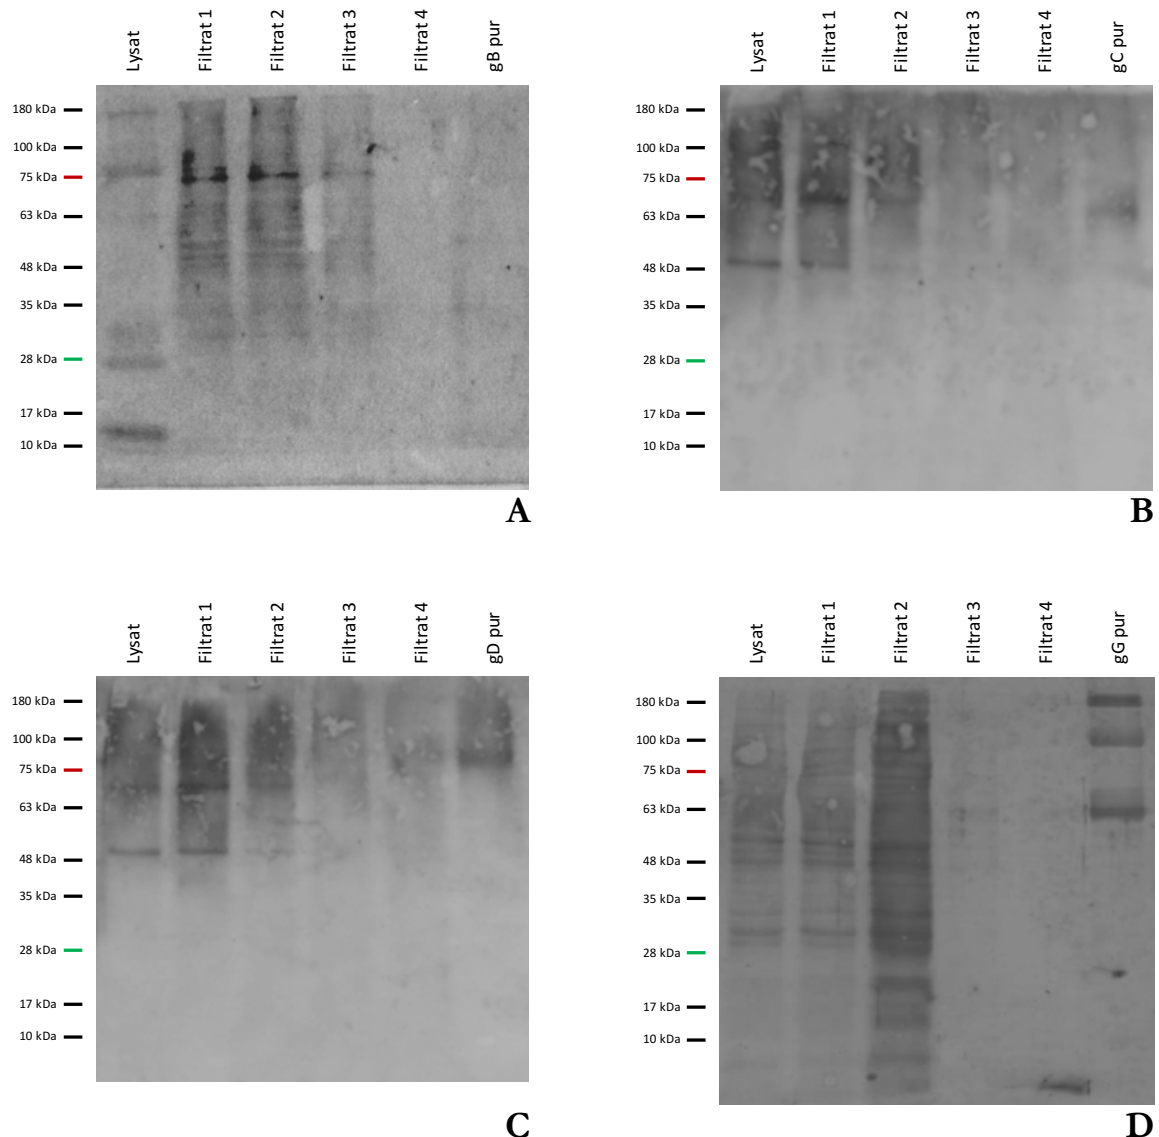 Lysat
Filtrat 1
Filtrat 2
Filtrat 3
Filtrat 4
gB pur
180 kDa
100 kDa
75 kDa
63 kDa
48 kDa
35 kDa
28 kDa
17 kDa
10 kDa
A
Lysat
Filtrat 1
Filtrat 2
Filtrat 3
Filtrat 4
gC pur
180 kDa
100 kDa
75 kDa
63 kDa
48 kDa
35 kDa
28 kDa
17 kDa
10 kDa
B
Lysat
Filtrat 1
Filtrat 2
Filtrat 3
Filtrat 4
gD pur
180 kDa
100 kDa
75 kDa
63 kDa
48 kDa
35 kDa
28 kDa
17 kDa
10 kDa
C
Lysat
Filtrat 1
Filtrat 2
Filtrat 3
Filtrat 4
gG pur
180 kDa
100 kDa
75 kDa
63 kDa
48 kDa
35 kDa
28 kDa
17 kDa
10 kDa
D